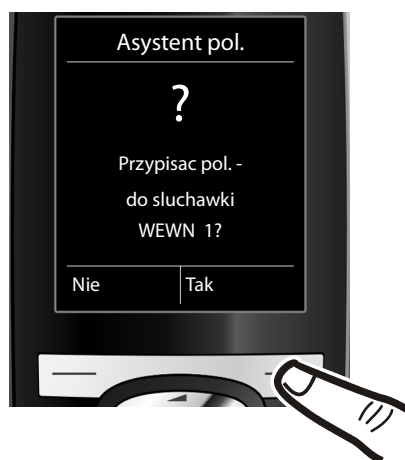 Asystent pol.
?
Przypisac pol. -
do sluchawki
WEWN 1?
Nie Tak